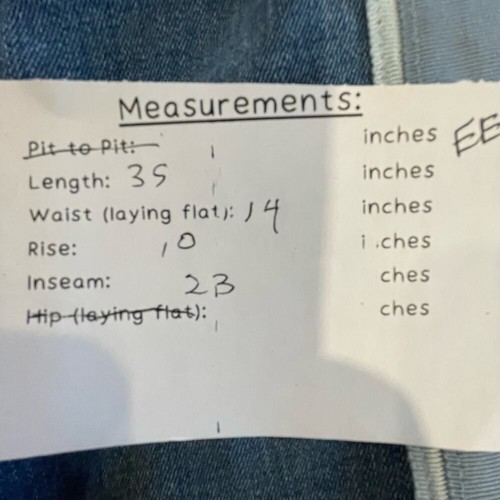 Measurements:
Pit to Pit: inches EE
Length: 35 inches
Waist (laying flat): 14 inches
Rise: 10 i ches
Inseam: 23 ches
Hip (laying flat): ches